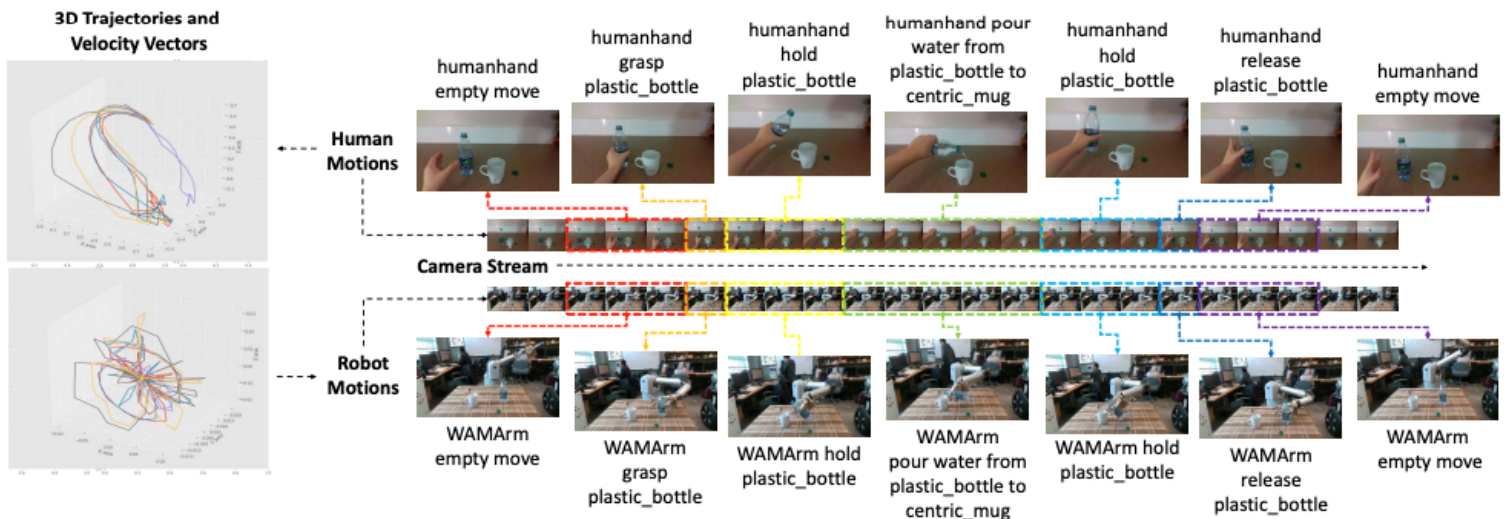 3D Trajectories and
Velocity Vectors
humanhand
empty move
humanhand
grasp
plastic_bottle
humanhand
hold
plastic_bottle
humanhand pour
water from
plastic_bottle to
centric_mug
humanhand
hold
plastic_bottle
humanhand
release
plastic_bottle
humanhand
empty move
Human
Motions
Camera Stream
Robot
Motions
WAMArm
empty move
WAMArm
grasp
plastic_bottle
WAMArm hold
plastic_bottle
WAMArm
pour water from
plastic_bottle to
centric_mug
WAMArm hold
plastic_bottle
WAMArm
release
plastic_bottle
WAMArm
empty move